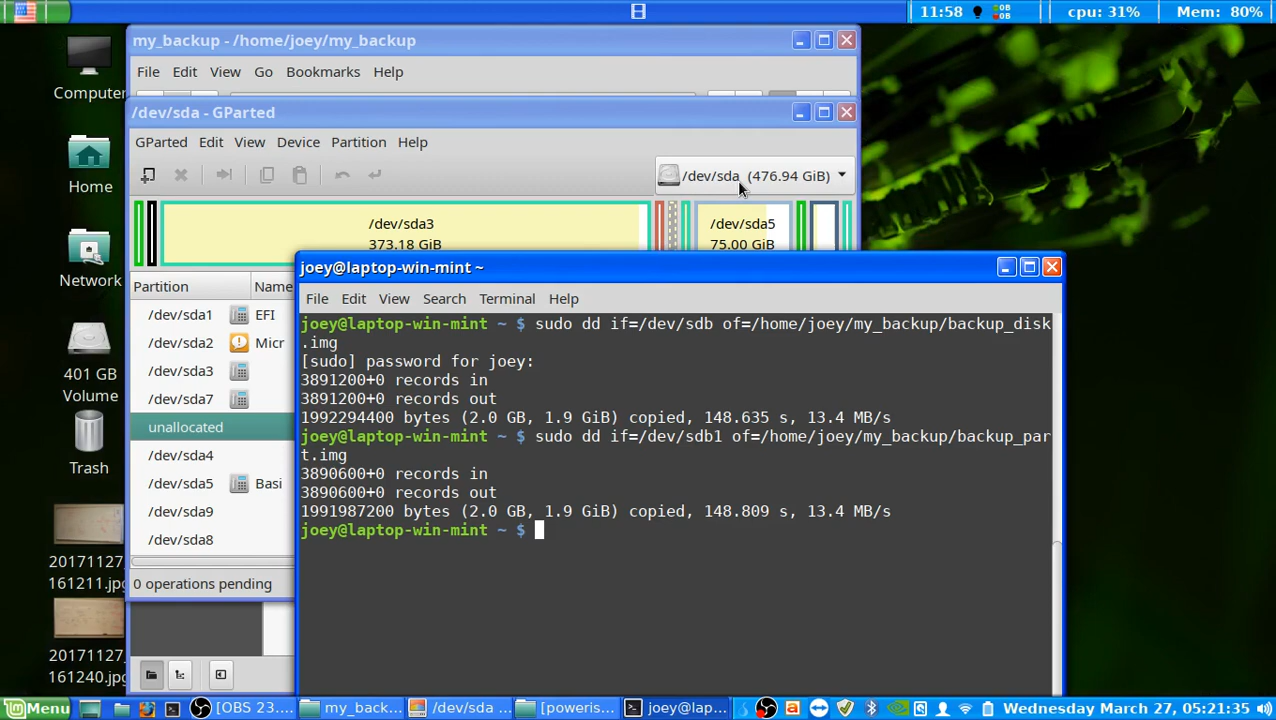 11:58
0B
0B
cpu: 31%
Mem: 80%
my_backup - /home/joey/my_backup
File Edit View Go Bookmarks Help
/dev/sda - GParted
GParted Edit View Device Partition Help
/dev/sda (476.94 GiB)
/dev/sda3
373.18 GiB
/dev/sda5
75.00 GiB
Partition Name
/dev/sda1 EFI
/dev/sda2 Micr
/dev/sda3
/dev/sda7
unallocated
/dev/sda4
/dev/sda5 Basi
/dev/sda9
/dev/sda8
0 operations pending
Computer
Home
Network
401 GB
Volume
Trash
20171127_
161211.jpg
20171127_
161240.jpg
joey@laptop-win-mint ~
File Edit View Search Terminal Help
joey@laptop-win-mint ~ $ sudo dd if=/dev/sdb of=/home/joey/my_backup/backup_disk
.img
[sudo] password for joey:
3891200+0 records in
3891200+0 records out
1992294400 bytes (2.0 GB, 1.9 GiB) copied, 148.635 s, 13.4 MB/s
joey@laptop-win-mint ~ $ sudo dd if=/dev/sdb1 of=/home/joey/my_backup/backup_par
t.img
3890600+0 records in
3890600+0 records out
1991987200 bytes (2.0 GB, 1.9 GiB) copied, 148.809 s, 13.4 MB/s
joey@laptop-win-mint ~ $
Menu
[OBS 23....
my_back...
/dev/sda ...
[poweris...
joey@lap...
Wednesday March 27, 05:21:35